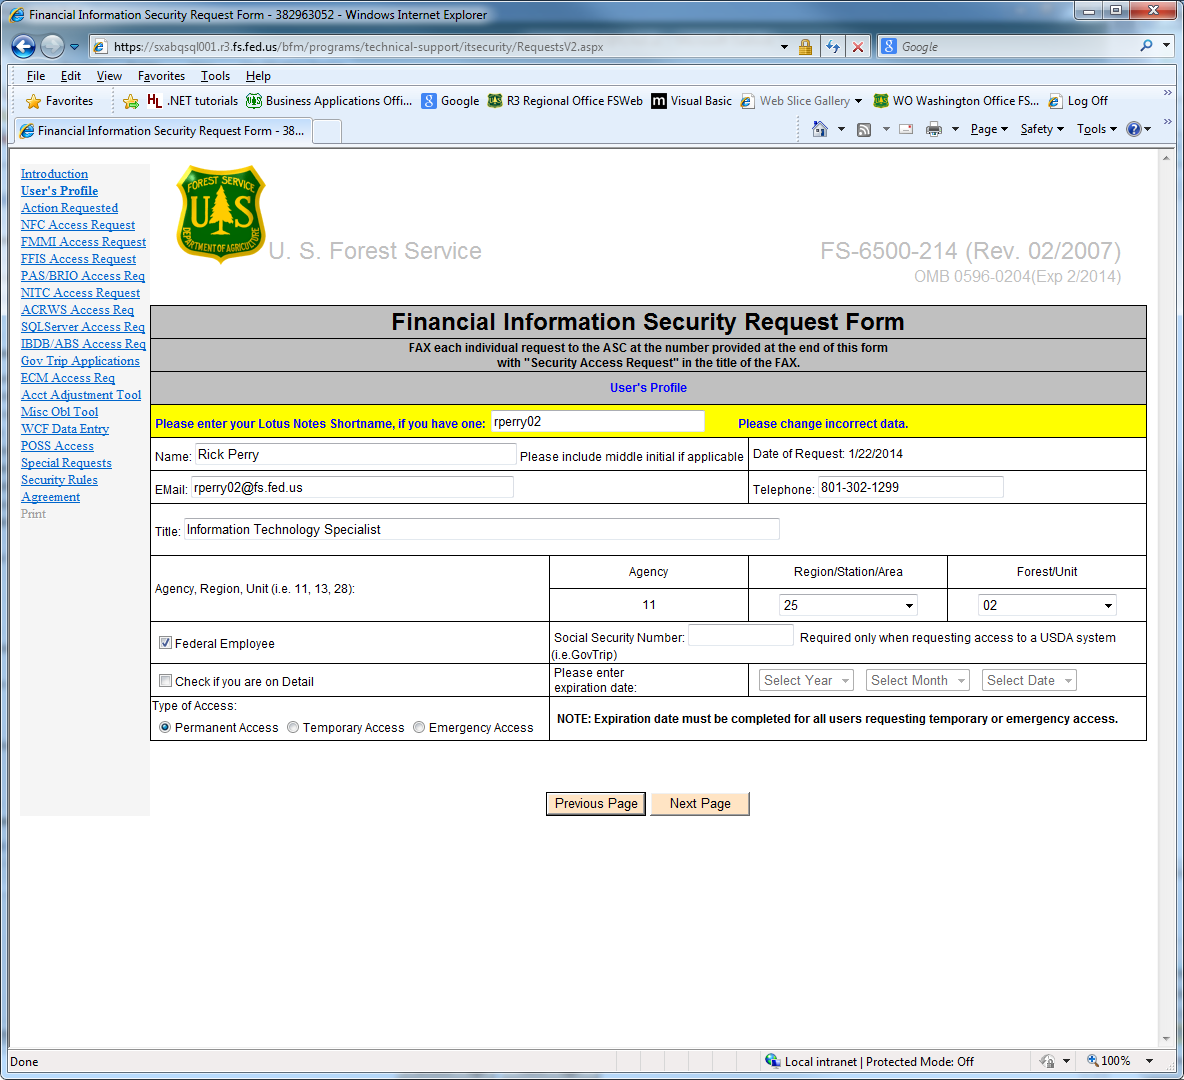 Financial Information Security Request Form - 382963052 - Windows Internet Explorer
https://sxabqsql001.r3.fs.fed.us/bfm/programs/technical-support/itsecurity/RequestsV2.aspx
Google
File Edit View Favorites Tools Help
Favorites HL .NET tutorials Business Applications Offi... Google R3 Regional Office FSWeb m Visual Basic Web Slice Gallery WO Washington Office FS... Log Off
Financial Information Security Request Form - 38...
Page Safety Tools
Introduction
User's Profile
Action Requested
NFC Access Request
FMMI Access Request
FFIS Access Request
PAS/BRIO Access Req
NITC Access Request
ACRWS Access Req
SQLServer Access Req
IBDB/ABS Access Req
Gov Trip Applications
ECM Access Req
Acct Adjustment Tool
Misc Obl Tool
WCF Data Entry
POSS Access
Special Requests
Security Rules
Agreement
Print
FOREST SERVICE
U S
DEPARTMENT OF AGRICULTURE
U. S. Forest Service
FS-6500-214 (Rev. 02/2007)
OMB 0596-0204(Exp 2/2014)
Financial Information Security Request Form
FAX each individual request to the ASC at the number provided at the end of this form
with "Security Access Request" in the title of the FAX.
User's Profile
Please enter your Lotus Notes Shortname, if you have one: rperry02 Please change incorrect data.
Name: Rick Perry Please include middle initial if applicable Date of Request: 1/22/2014
EMail: rperry02@fs.fed.us Telephone: 801-302-1299
Title: Information Technology Specialist
Agency, Region, Unit (i.e. 11, 13, 28):
Agency Region/Station/Area Forest/Unit
11 25 02
Federal Employee
Social Security Number: Required only when requesting access to a USDA system
(i.e.GovTrip)
Check if you are on Detail
Please enter
expiration date:
Select Year Select Month Select Date
Type of Access:
Permanent Access Temporary Access Emergency Access
NOTE: Expiration date must be completed for all users requesting temporary or emergency access.
Previous Page Next Page
Done Local intranet | Protected Mode: Off 100%